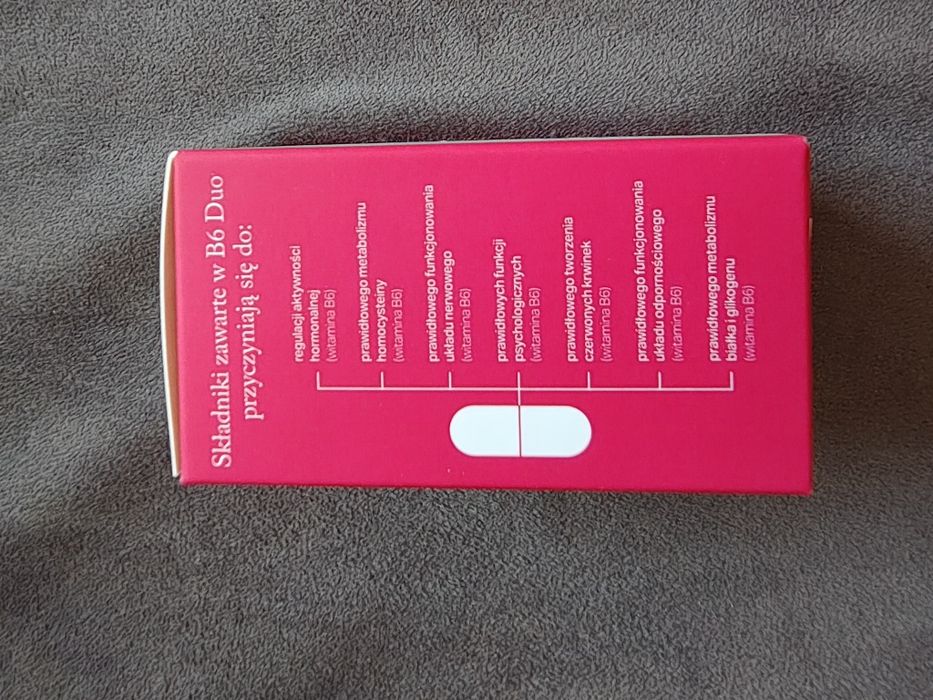 Składniki zawarte w B6 Duo
przyczyniają się do:
regulacji aktywności
hormonalnej
(witamina B6)
prawidłowego metabolizmu
homocysteiny
(witamina B6)
prawidłowego funkcjonowania
układu nerwowego
(witamina B6)
prawidłowych funkcji
psychologicznych
(witamina B6)
prawidłowego tworzenia
czerwonych krwinek
(witamina B6)
prawidłowego funkcjonowania
układu odpornościowego
(witamina B6)
prawidłowego metabolizmu
białka i glikogenu
(witamina B6)